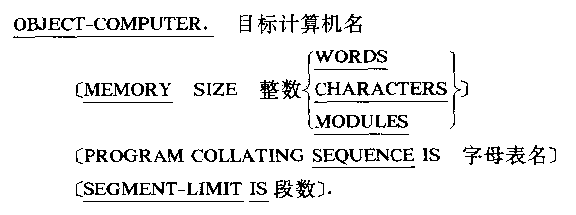 OBJECT-COMPUTER. 目标计算机名
WORDS
〔MEMORY SIZE 整数{CHARACTERS}〕
MODULES
〔PROGRAM COLLATING SEQUENCE IS 字母表名〕
〔SEGMENT-LIMIT IS 段数〕.